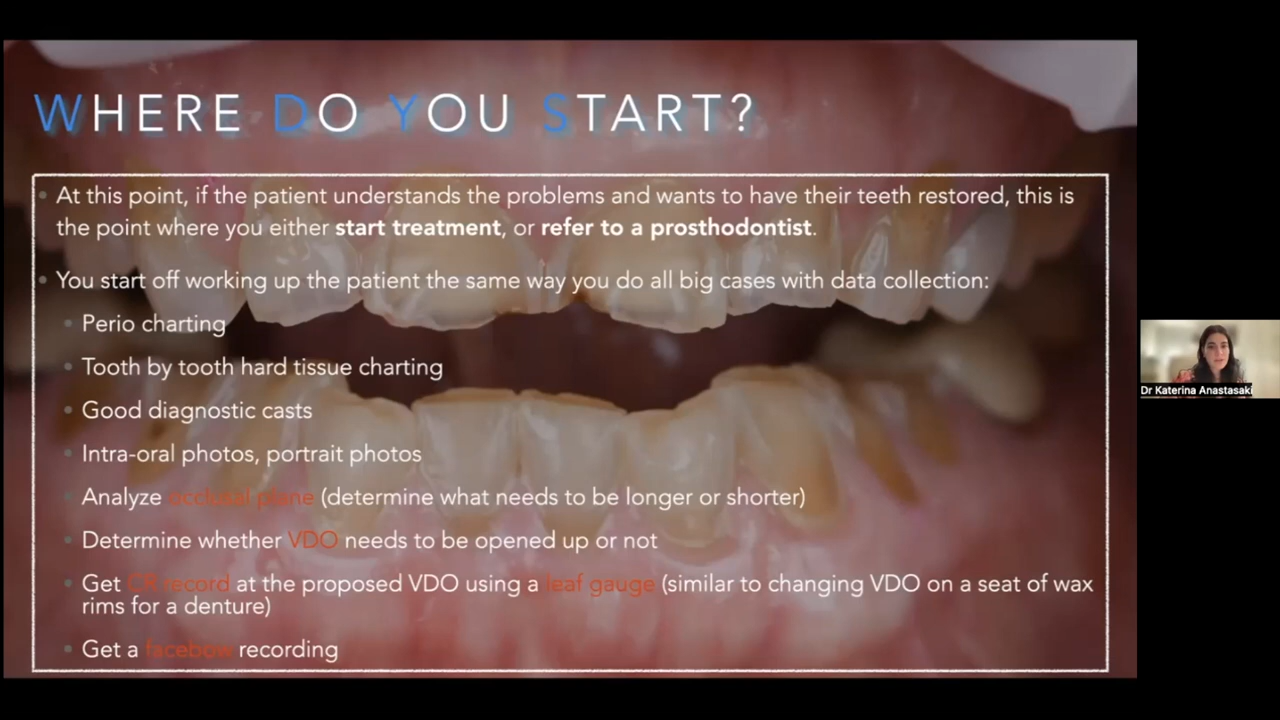 WHERE DO YOU START?
At this point, if the patient understands the problems and wants to have their teeth restored, this is
the point where you either start treatment, or refer to a prosthodontist.
You start off working up the patient the same way you do all big cases with data collection:
Perio charting
Tooth by tooth hard tissue charting
Good diagnostic casts
Intra-oral photos, portrait photos
Analyze occlusal plane (determine what needs to be longer or shorter)
Determine whether VDO needs to be opened up or not
Get CR record at the proposed VDO using a leaf gauge (similar to changing VDO on a seat of wax
rims for a denture)
Get a facebow recording
Dr Katerina Anastasaki